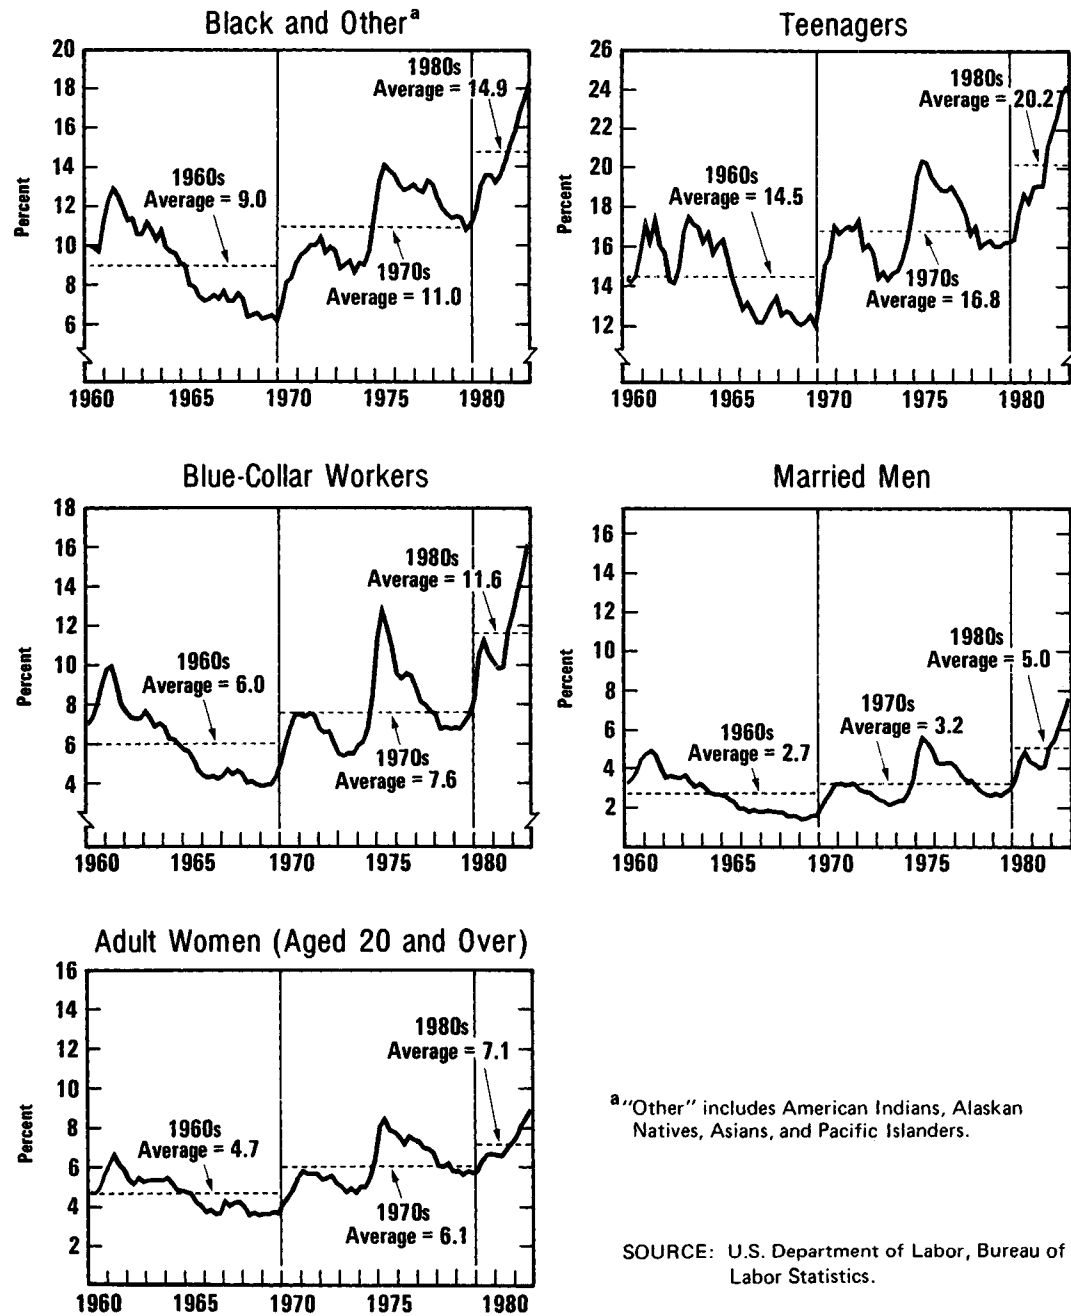 Black and Other a
Percent
20
18
16
14
12
10
8
6
1980s
Average = 14.9
1960s
Average = 9.0
1970s
Average = 11.0
1960 1965 1970 1975 1980
Teenagers
Percent
26
24
22
20
18
16
14
12
1980s
Average = 20.2
1960s
Average = 14.5
1970s
Average = 16.8
1960 1965 1970 1975 1980
Blue-Collar Workers
Percent
18
16
14
12
10
8
6
4
1980s
Average = 11.6
1960s
Average = 6.0
1970s
Average = 7.6
1960 1965 1970 1975 1980
Married Men
Percent
16
14
12
10
8
6
4
2
1980s
Average = 5.0
1970s
Average = 3.2
1960s
Average = 2.7
1960 1965 1970 1975 1980
Adult Women (Aged 20 and Over)
Percent
16
14
12
10
8
6
4
2
1980s
Average = 7.1
1960s
Average = 4.7
1970s
Average = 6.1
1960 1965 1970 1975 1980
a "Other" includes American Indians, Alaskan
Natives, Asians, and Pacific Islanders.
SOURCE: U.S. Department of Labor, Bureau of
Labor Statistics.